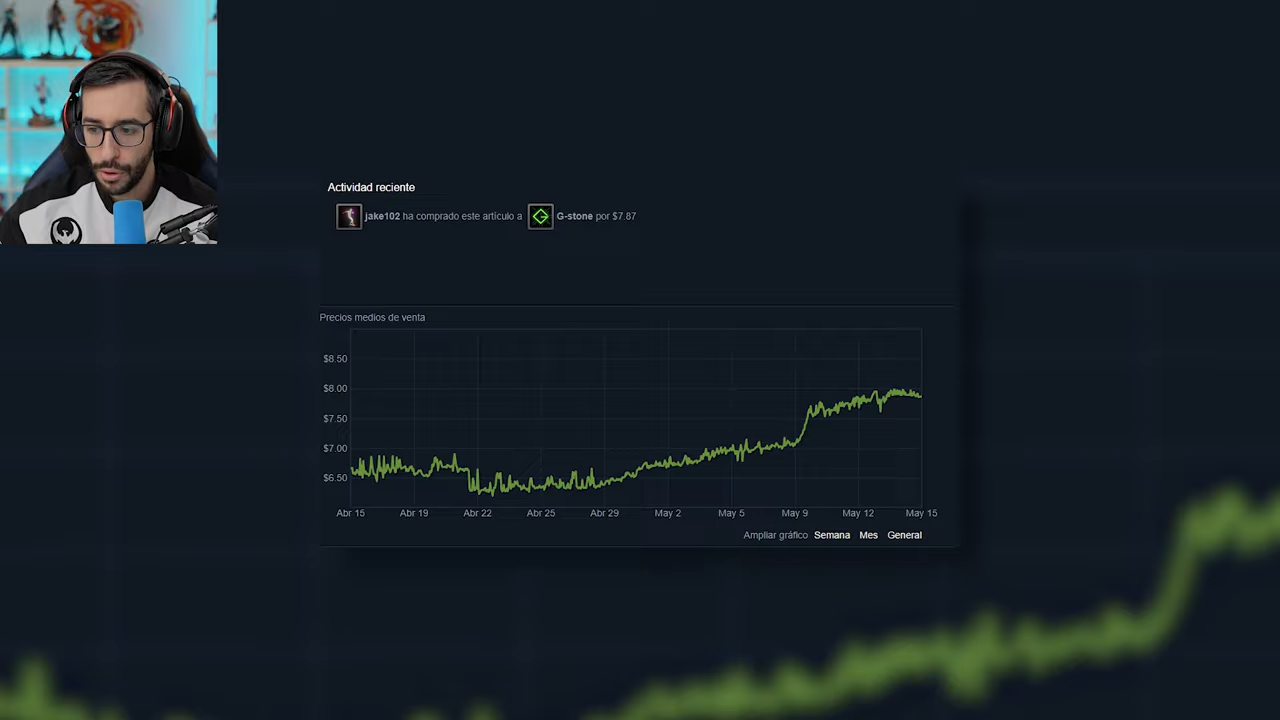 Actividad reciente
jake102 ha comprado este artículo a G-stone por $7.87
Precios medios de venta
$8.50
$8.00
$7.50
$7.00
$6.50
Abr 15 Abr 19 Abr 22 Abr 25 Abr 29 May 2 May 5 May 9 May 12 May 15
Ampliar gráfico Semana Mes General